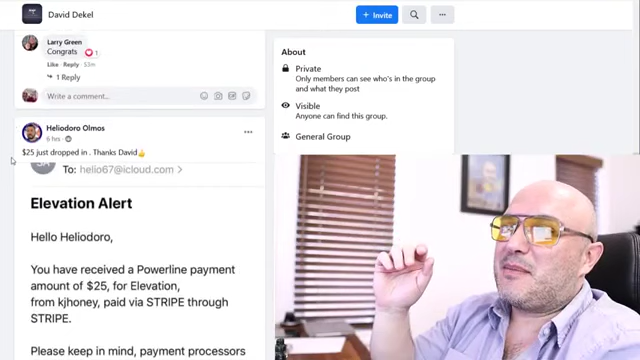 David Dekel
+ Invite
Larry Green
Congrats
1
Like · Reply · 53m
1 Reply
Write a comment...
Heliodoro Olmos
6 hrs ·
$25 just dropped in . Thanks David👍
To: helio67@icloud.com >
Elevation Alert
Hello Heliodoro,
You have received a Powerline payment
amount of $25, for Elevation,
from kjhoney, paid via STRIPE through
STRIPE.
Please keep in mind, payment processors
About
Private
Only members can see who's in the group
and what they post
Visible
Anyone can find this group.
General Group